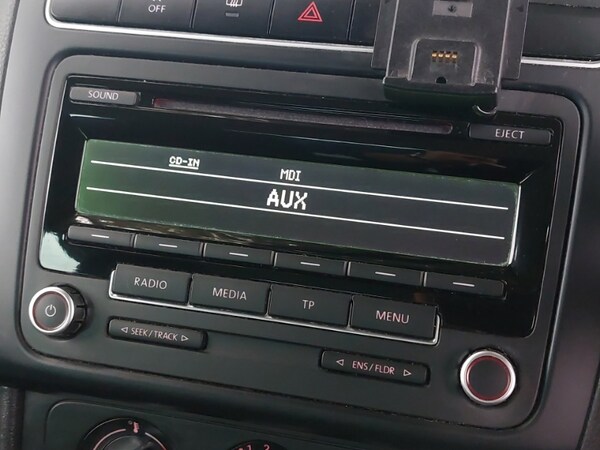 OFF
SOUND
EJECT
CD-IN
MDI
AUX
RADIO
MEDIA
TP
MENU
SEEK/TRACK
ENS/FLDR